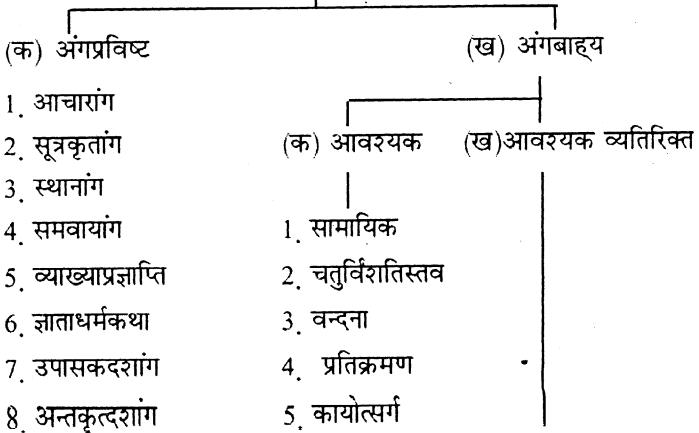 (क) अंगप्रविष्ट (ख) अंगबाह्य
1. आचारांग
2. सूत्रकृतांग (क) आवश्यक (ख)आवश्यक व्यतिरिक्त
3. स्थानांग
4. समवायांग 1. सामायिक
5. व्याख्याप्रज्ञाप्ति 2. चतुर्विंशतिस्तव
6. ज्ञाताधर्मकथा 3. वन्दना
7. उपासकदशांग 4. प्रतिक्रमण
8. अन्तकृत्दशांग 5. कायोत्सर्ग